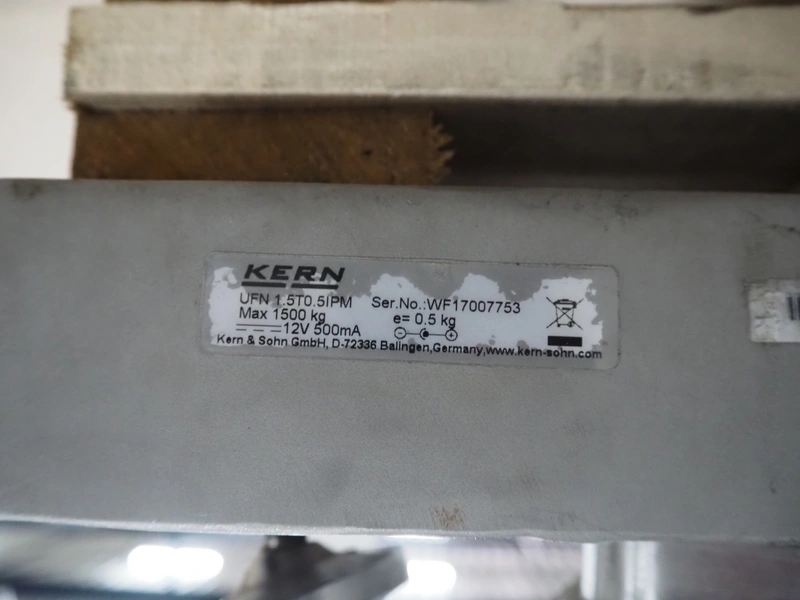 KERN
UFN 1.5T0.5IPM Ser.No.:WF17007753
Max 1500 kg e= 0.5 kg
12V 500mA
Kern & Sohn GmbH, D-72336 Balingen,Germany,www.kern-sohn.com